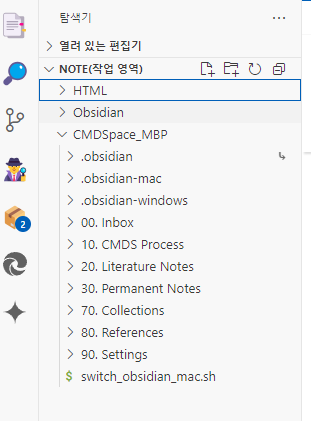 탐색기
열려 있는 편집기
NOTE(작업 영역)
HTML
Obsidian
CMDSpace_MBP
.obsidian
.obsidian-mac
.obsidian-windows
00. Inbox
10. CMDS Process
20. Literature Notes
30. Permanent Notes
70. Collections
80. References
90. Settings
$ switch_obsidian_mac.sh
2